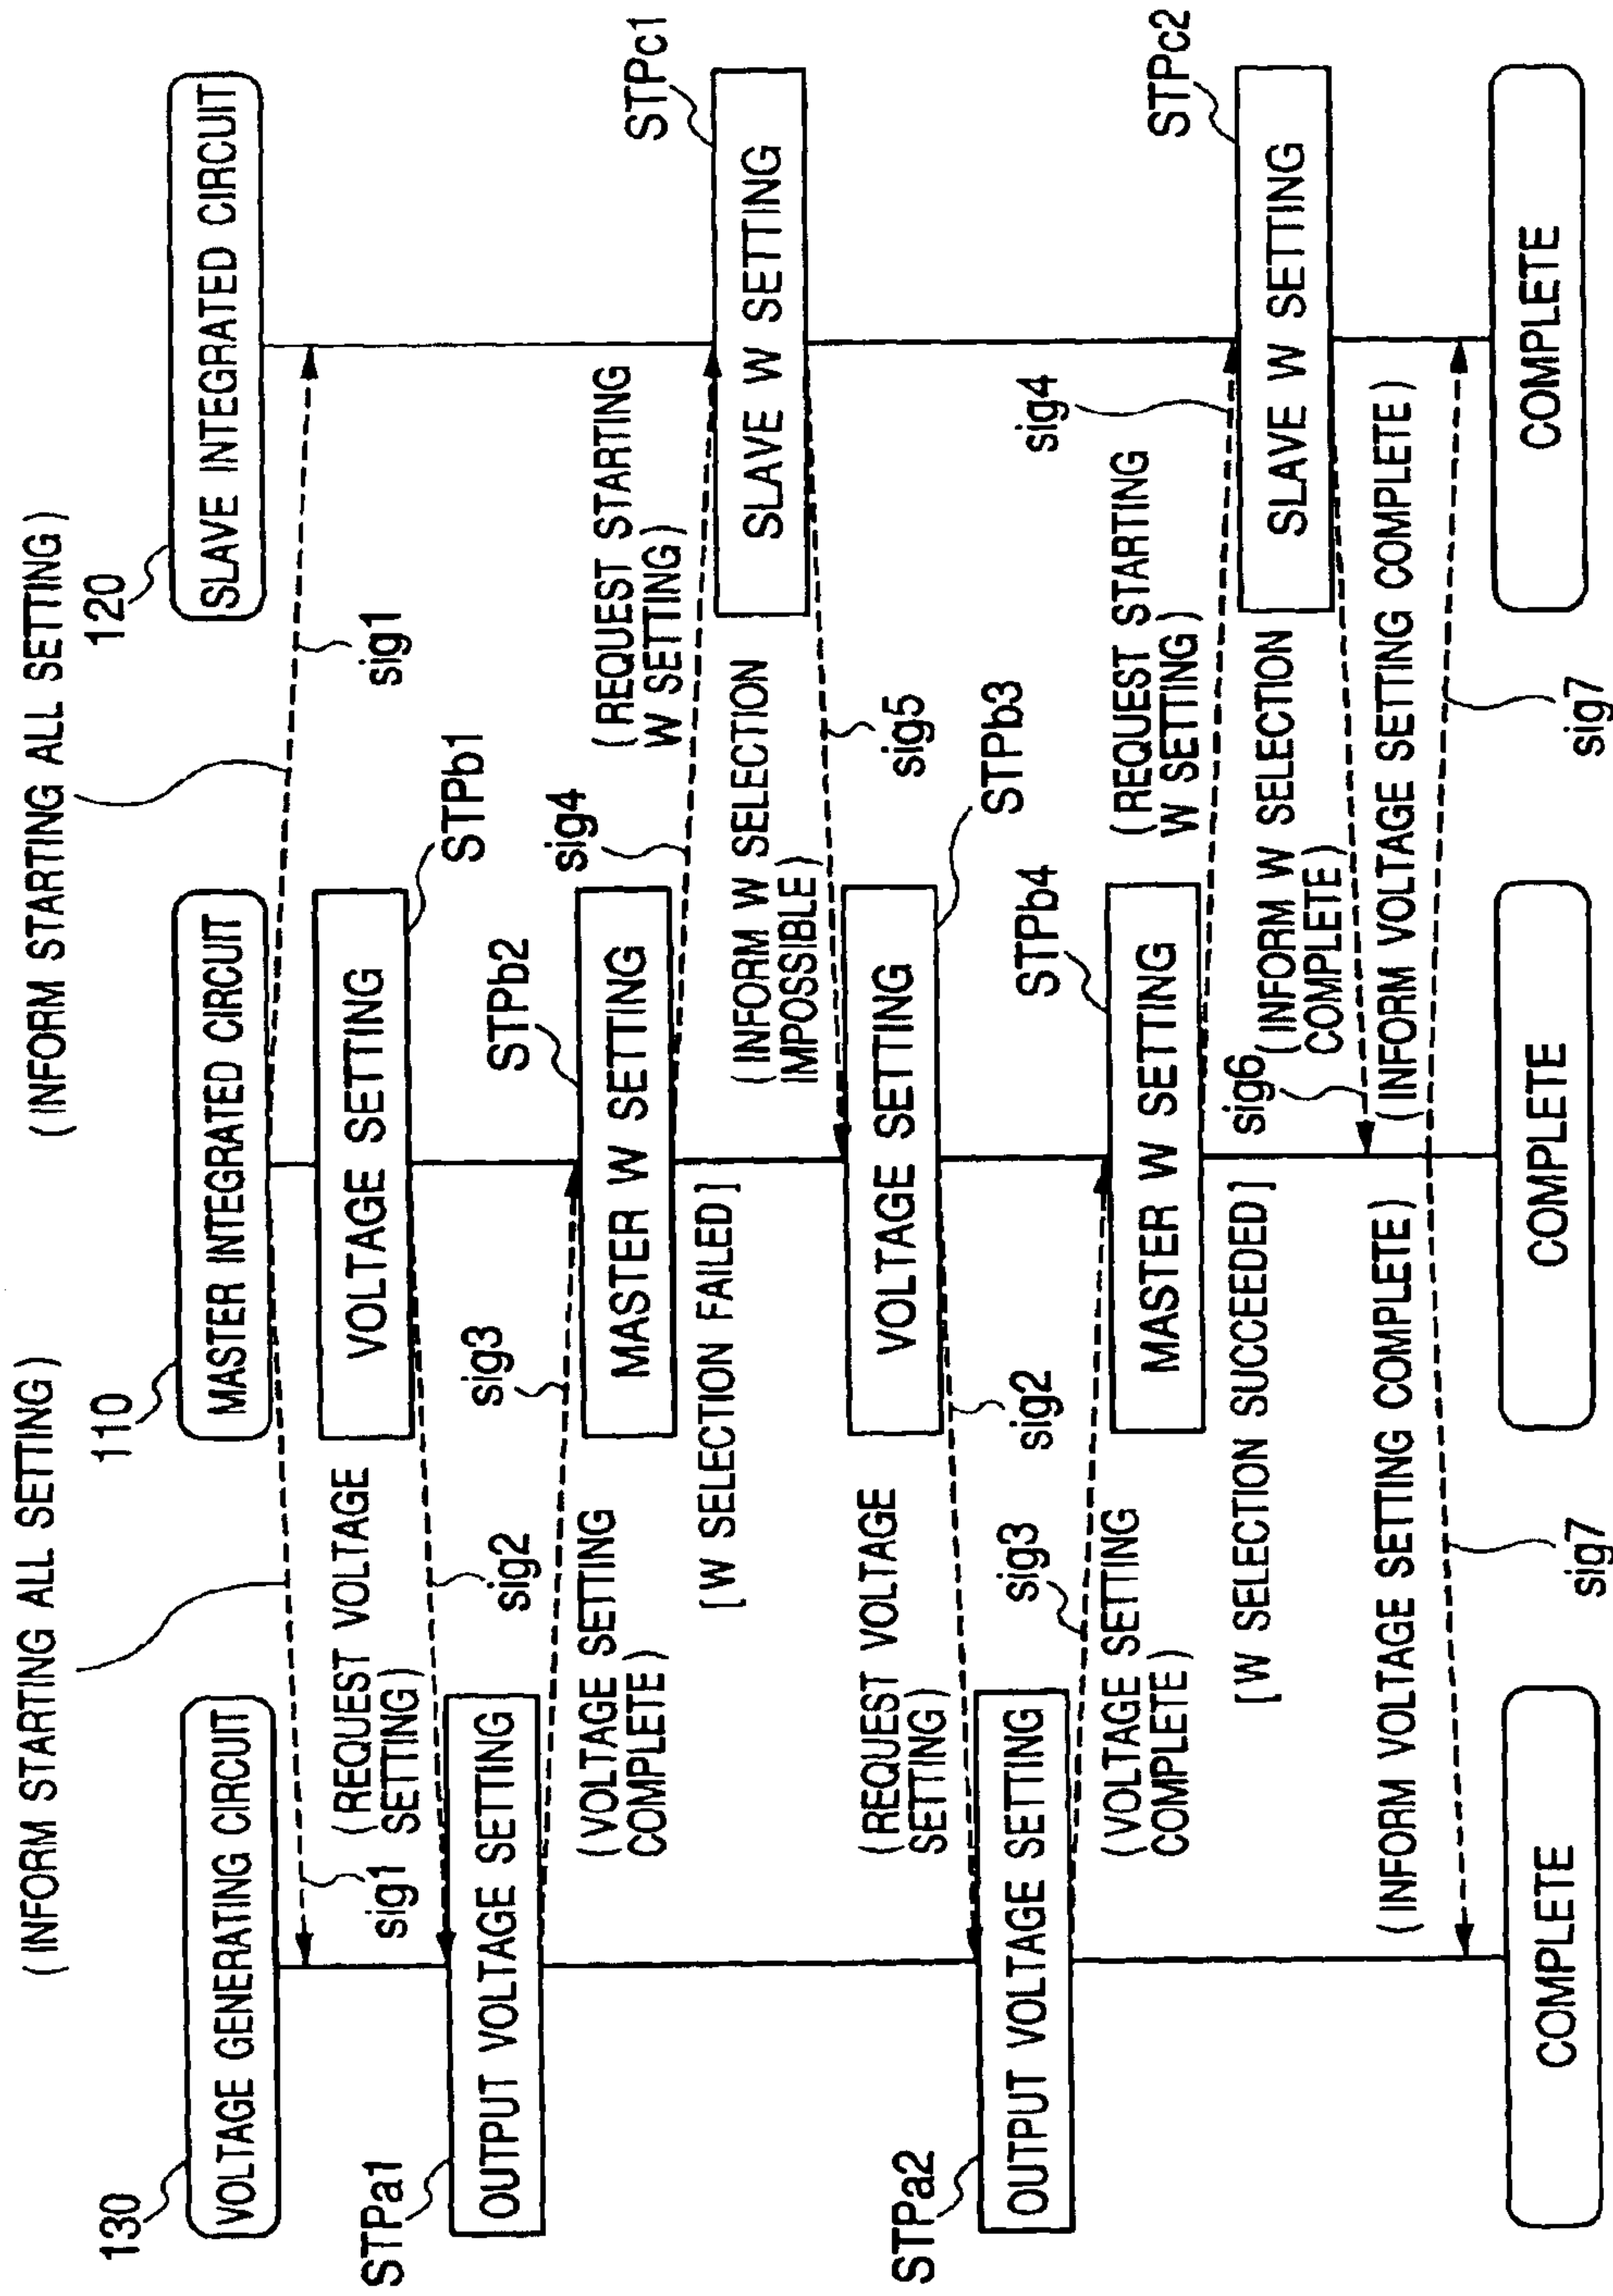 (INFORM STARTING ALL SETTING)
(INFORM STARTING ALL SETTING)
130
110
120
VOLTAGE GENERATING CIRCUIT
MASTER INTEGRATED CIRCUIT
SLAVE INTEGRATED CIRCUIT
sig1
sig1
(REQUEST VOLTAGE
SETTING)
VOLTAGE SETTING
STPb1
STPa1
OUTPUT VOLTAGE SETTING
sig2
sig3
STPb2
(VOLTAGE SETTING
COMPLETE)
MASTER W SETTING
sig4
(REQUEST STARTING
W SETTING)
STPc1
[W SELECTION FAILED]
SLAVE W SETTING
(INFORM W SELECTION
IMPOSSIBLE)
sig5
(REQUEST VOLTAGE
SETTING)
VOLTAGE SETTING
STPb3
STPa2
OUTPUT VOLTAGE SETTING
sig2
sig3
STPb4
(VOLTAGE SETTING
COMPLETE)
MASTER W SETTING
(REQUEST STARTING
W SETTING)
sig4
STPc2
[W SELECTION SUCCEEDED]
SLAVE W SETTING
sig6
(INFORM W SELECTION
COMPLETE)
(INFORM VOLTAGE SETTING COMPLETE)
(INFORM VOLTAGE SETTING COMPLETE)
sig7
sig7
COMPLETE
COMPLETE
COMPLETE